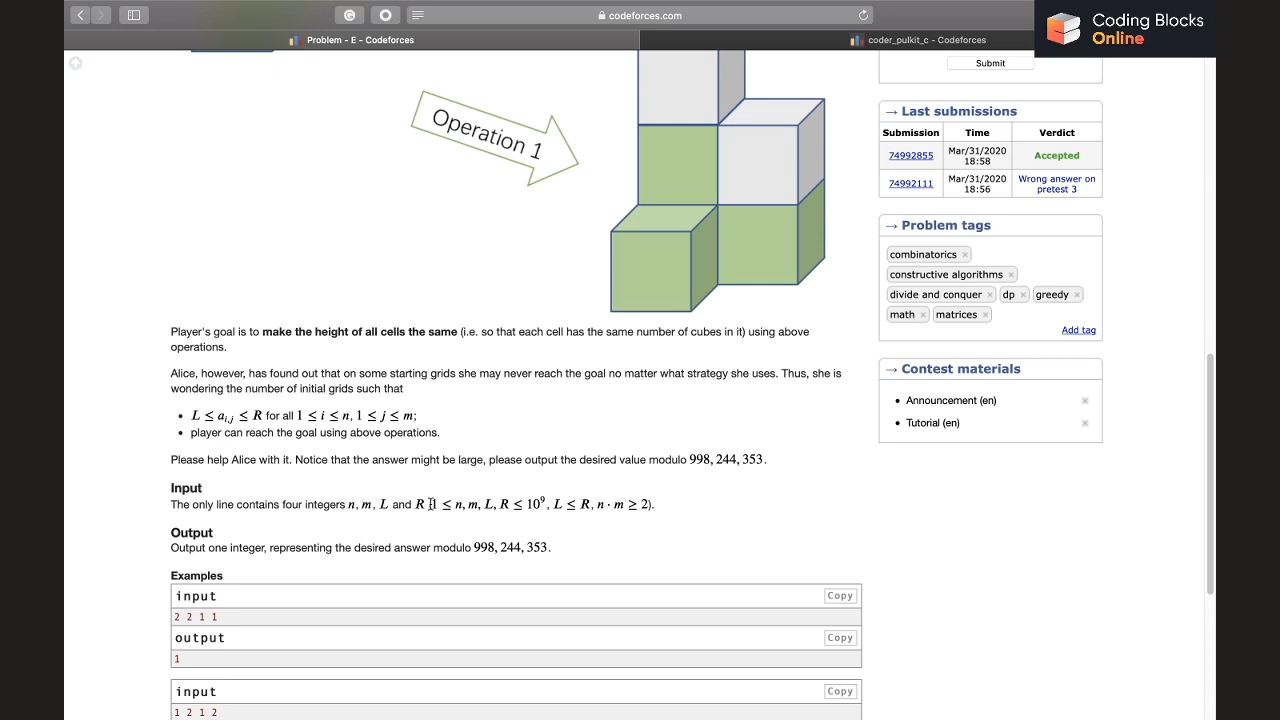 codeforces.com
Problem - E - Codeforces
coder_pulkit_c - Codeforces
Coding Blocks
Online
Operation 1
Submit
→ Last submissions
Submission Time Verdict
74992855 Mar/31/2020 18:58 Accepted
74992111 Mar/31/2020 18:56 Wrong answer on pretest 3
→ Problem tags
combinatorics ×
constructive algorithms ×
divide and conquer × dp × greedy ×
math × matrices ×
Add tag
→ Contest materials
Announcement (en) ×
Tutorial (en) ×
Player's goal is to make the height of all cells the same (i.e. so that each cell has the same number of cubes in it) using above
operations.
Alice, however, has found out that on some starting grids she may never reach the goal no matter what strategy she uses. Thus, she is
wondering the number of initial grids such that
• L ≤ a_{i,j} ≤ R for all 1 ≤ i ≤ n, 1 ≤ j ≤ m;
• player can reach the goal using above operations.
Please help Alice with it. Notice that the answer might be large, please output the desired value modulo 998, 244, 353.
Input
The only line contains four integers n, m, L and R (1 ≤ n, m, L, R ≤ 10⁹, L ≤ R, n · m ≥ 2).
Output
Output one integer, representing the desired answer modulo 998, 244, 353.
Examples
input Copy
2 2 1 1
output Copy
1
input Copy
1 2 1 2